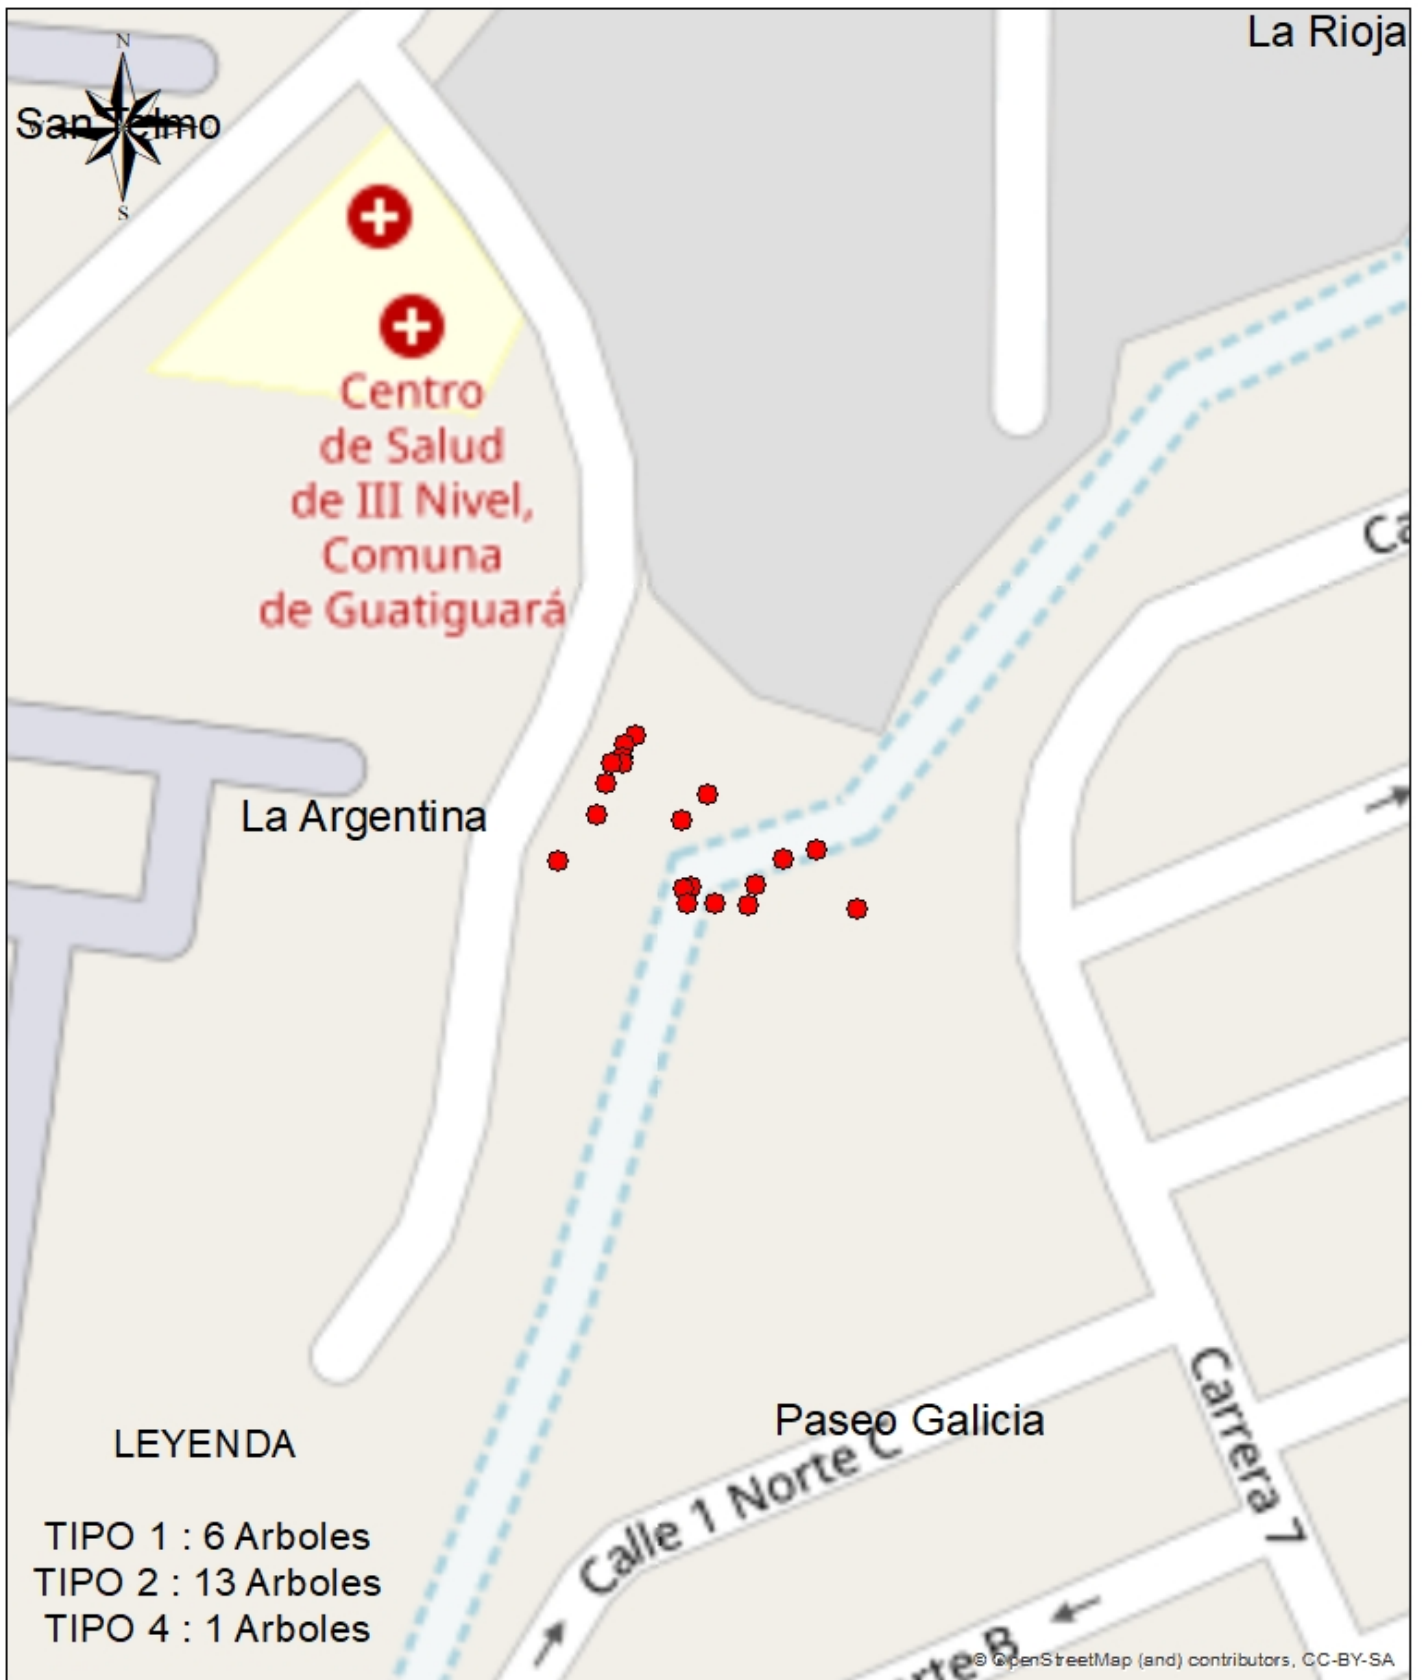 La Rioja
N
San Telmo
S
Centro
de Salud
de III Nivel,
Comuna
de Guatiguará
Ca
La Argentina
Paseo Galicia
Calle 1 Norte C
Carrera 7
LEYENDA
TIPO 1 : 6 Arboles
TIPO 2 : 13 Arboles
TIPO 4 : 1 Arboles
rte B
© OpenStreetMap (and) contributors, CC-BY-SA